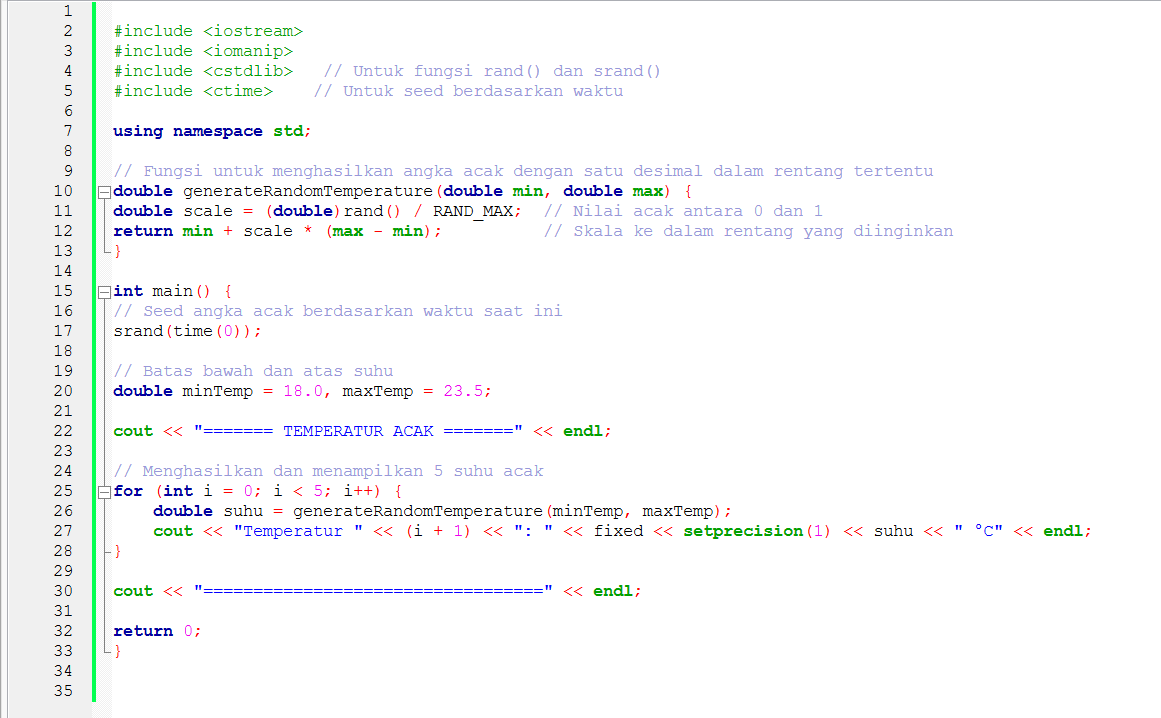 1
2 #include <iostream>
3 #include <iomanip>
4 #include <cstdlib>   // Untuk fungsi rand() dan srand()
5 #include <ctime>    // Untuk seed berdasarkan waktu
6
7 using namespace std;
8
9 // Fungsi untuk menghasilkan angka acak dengan satu desimal dalam rentang tertentu
10 double generateRandomTemperature(double min, double max) {
11 double scale = (double)rand() / RAND_MAX;  // Nilai acak antara 0 dan 1
12 return min + scale * (max - min);          // Skala ke dalam rentang yang diinginkan
13 }
14
15 int main() {
16 // Seed angka acak berdasarkan waktu saat ini
17 srand(time(0));
18
19 // Batas bawah dan atas suhu
20 double minTemp = 18.0, maxTemp = 23.5;
21
22 cout << "======= TEMPERATUR ACAK =======" << endl;
23
24 // Menghasilkan dan menampilkan 5 suhu acak
25 for (int i = 0; i < 5; i++) {
26     double suhu = generateRandomTemperature(minTemp, maxTemp);
27     cout << "Temperatur " << (i + 1) << ": " << fixed << setprecision(1) << suhu << " °C" << endl;
28 }
29
30 cout << "==================================" << endl;
31
32 return 0;
33 }
34
35